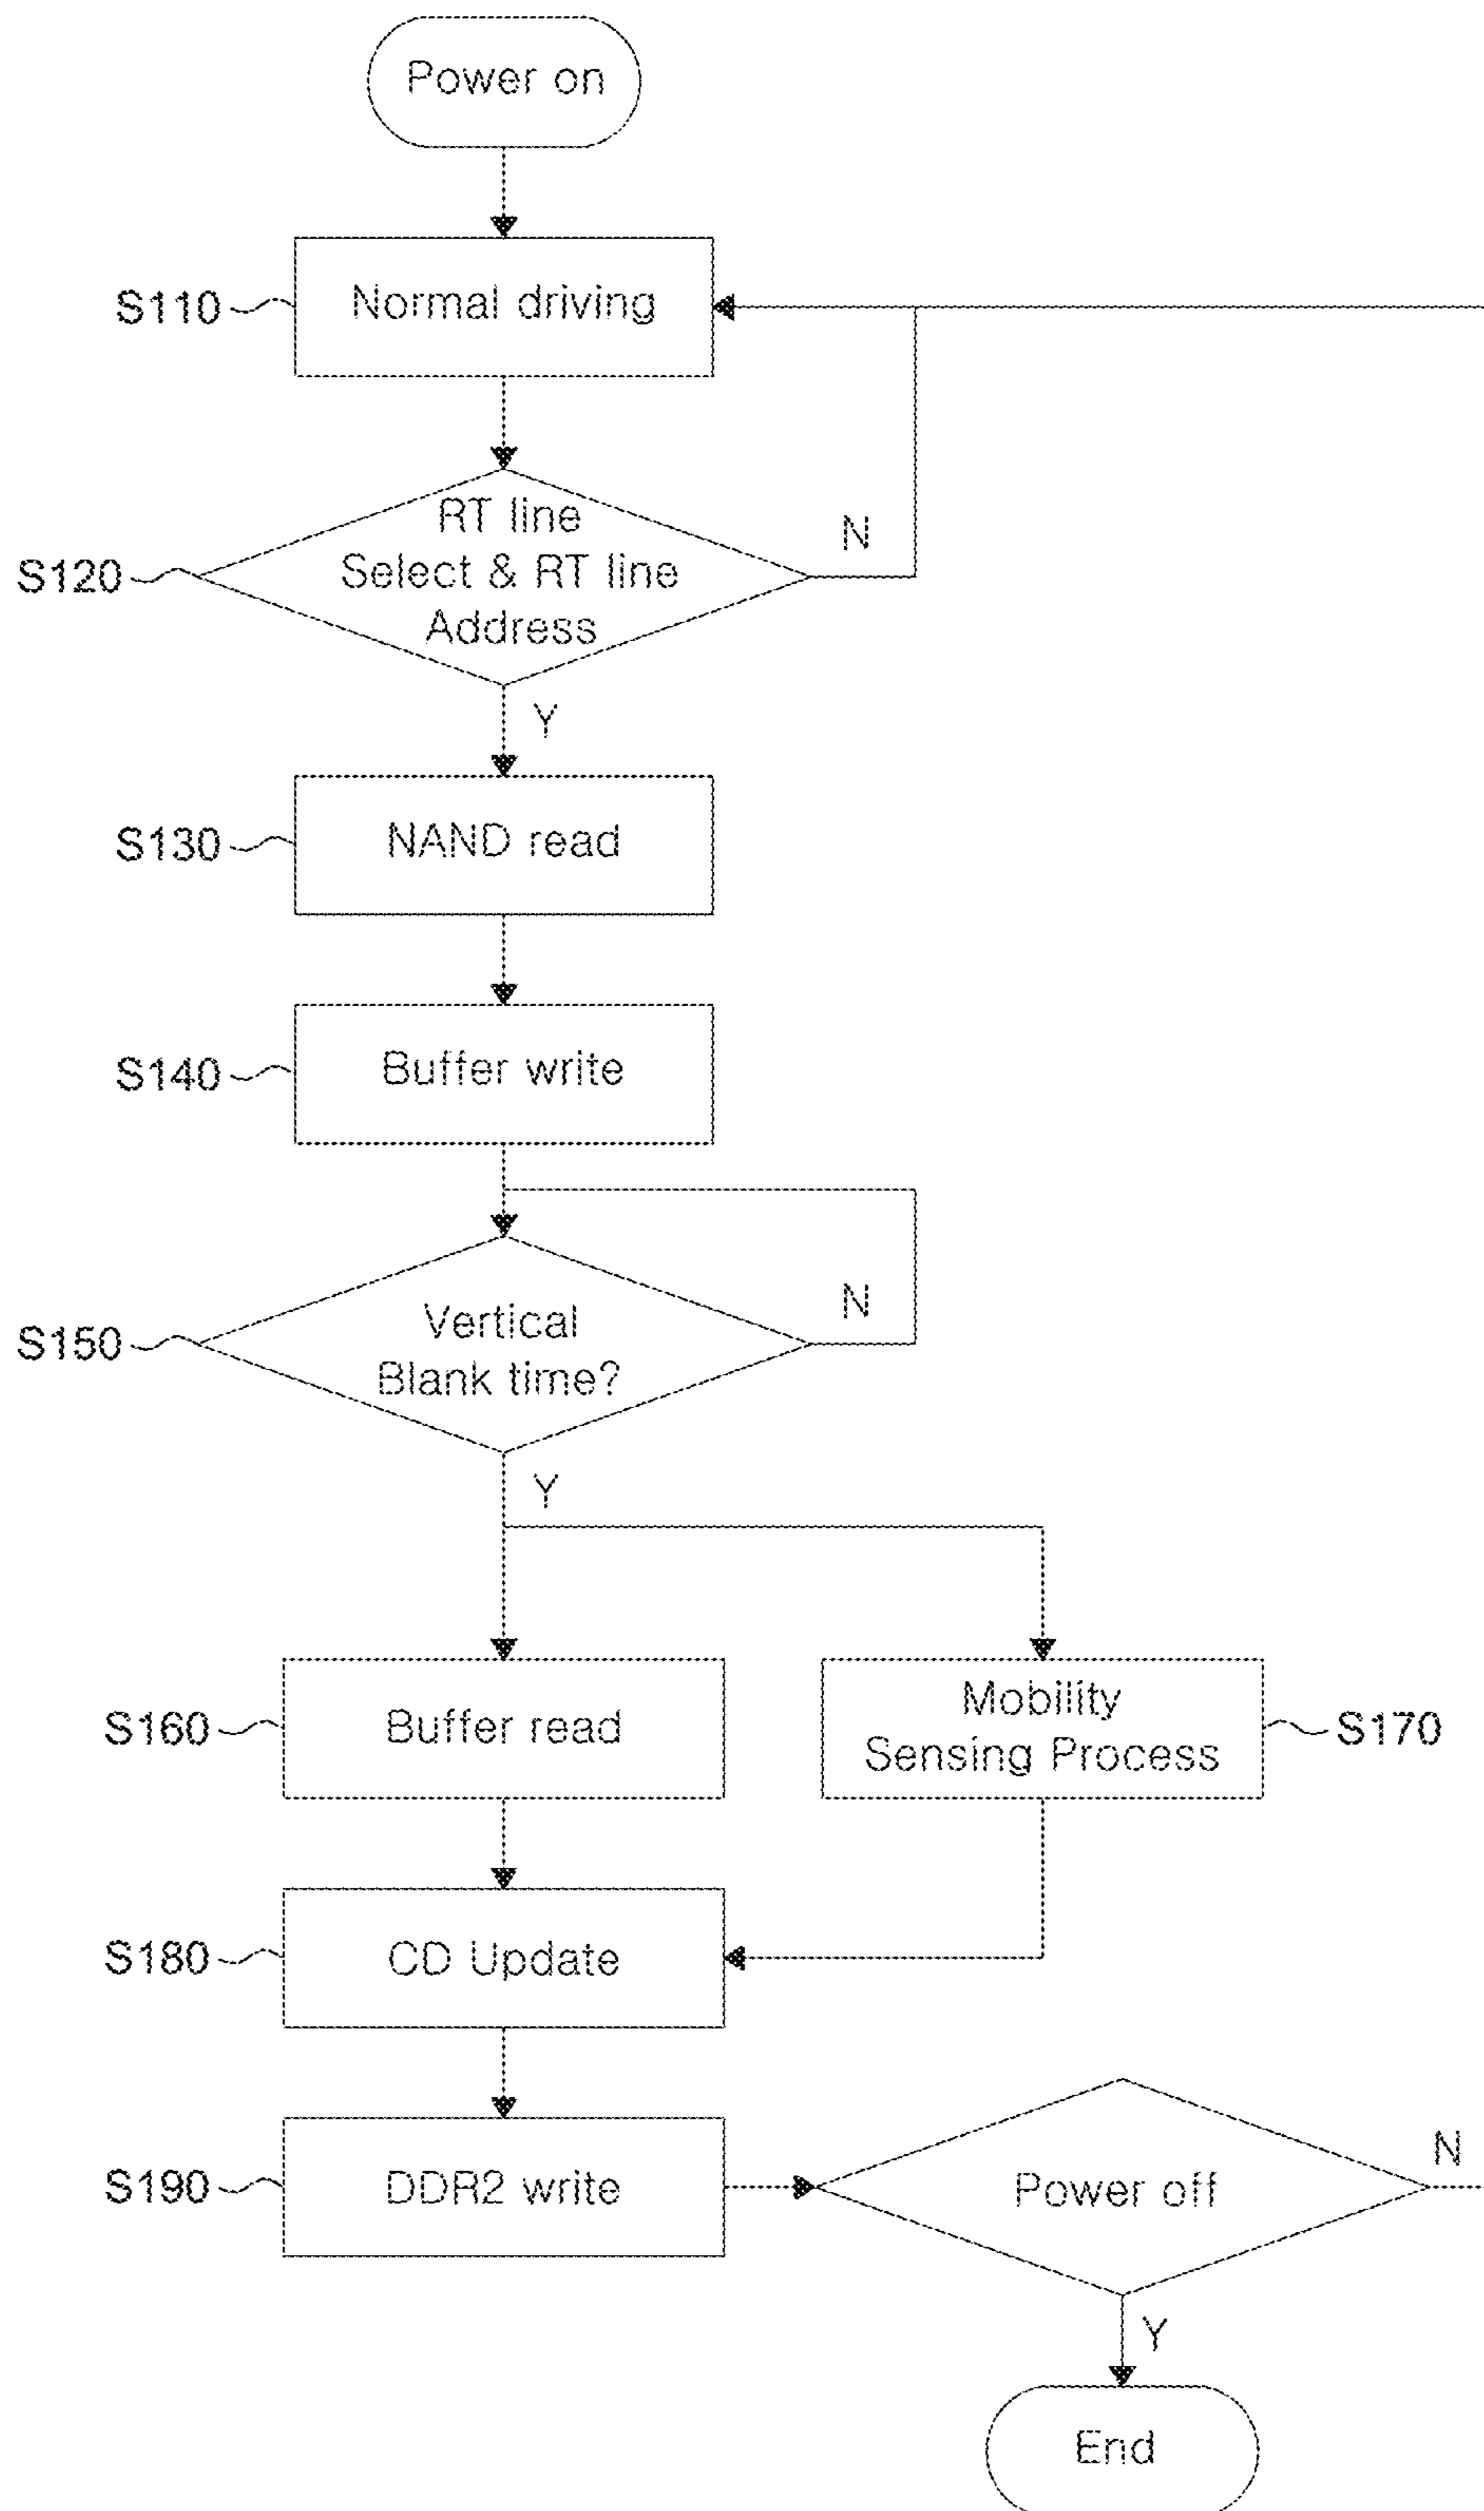 Power on
S110
Normal driving
RT line
S120
Select & RT line
Address
N
Y
S130
NAND read
S140
Buffer write
S150
Vertical
Blank time?
N
Y
S160
Buffer read
Mobility
Sensing Process
S170
S180
CD Update
S190
DDR2 write
Power off
N
Y
End